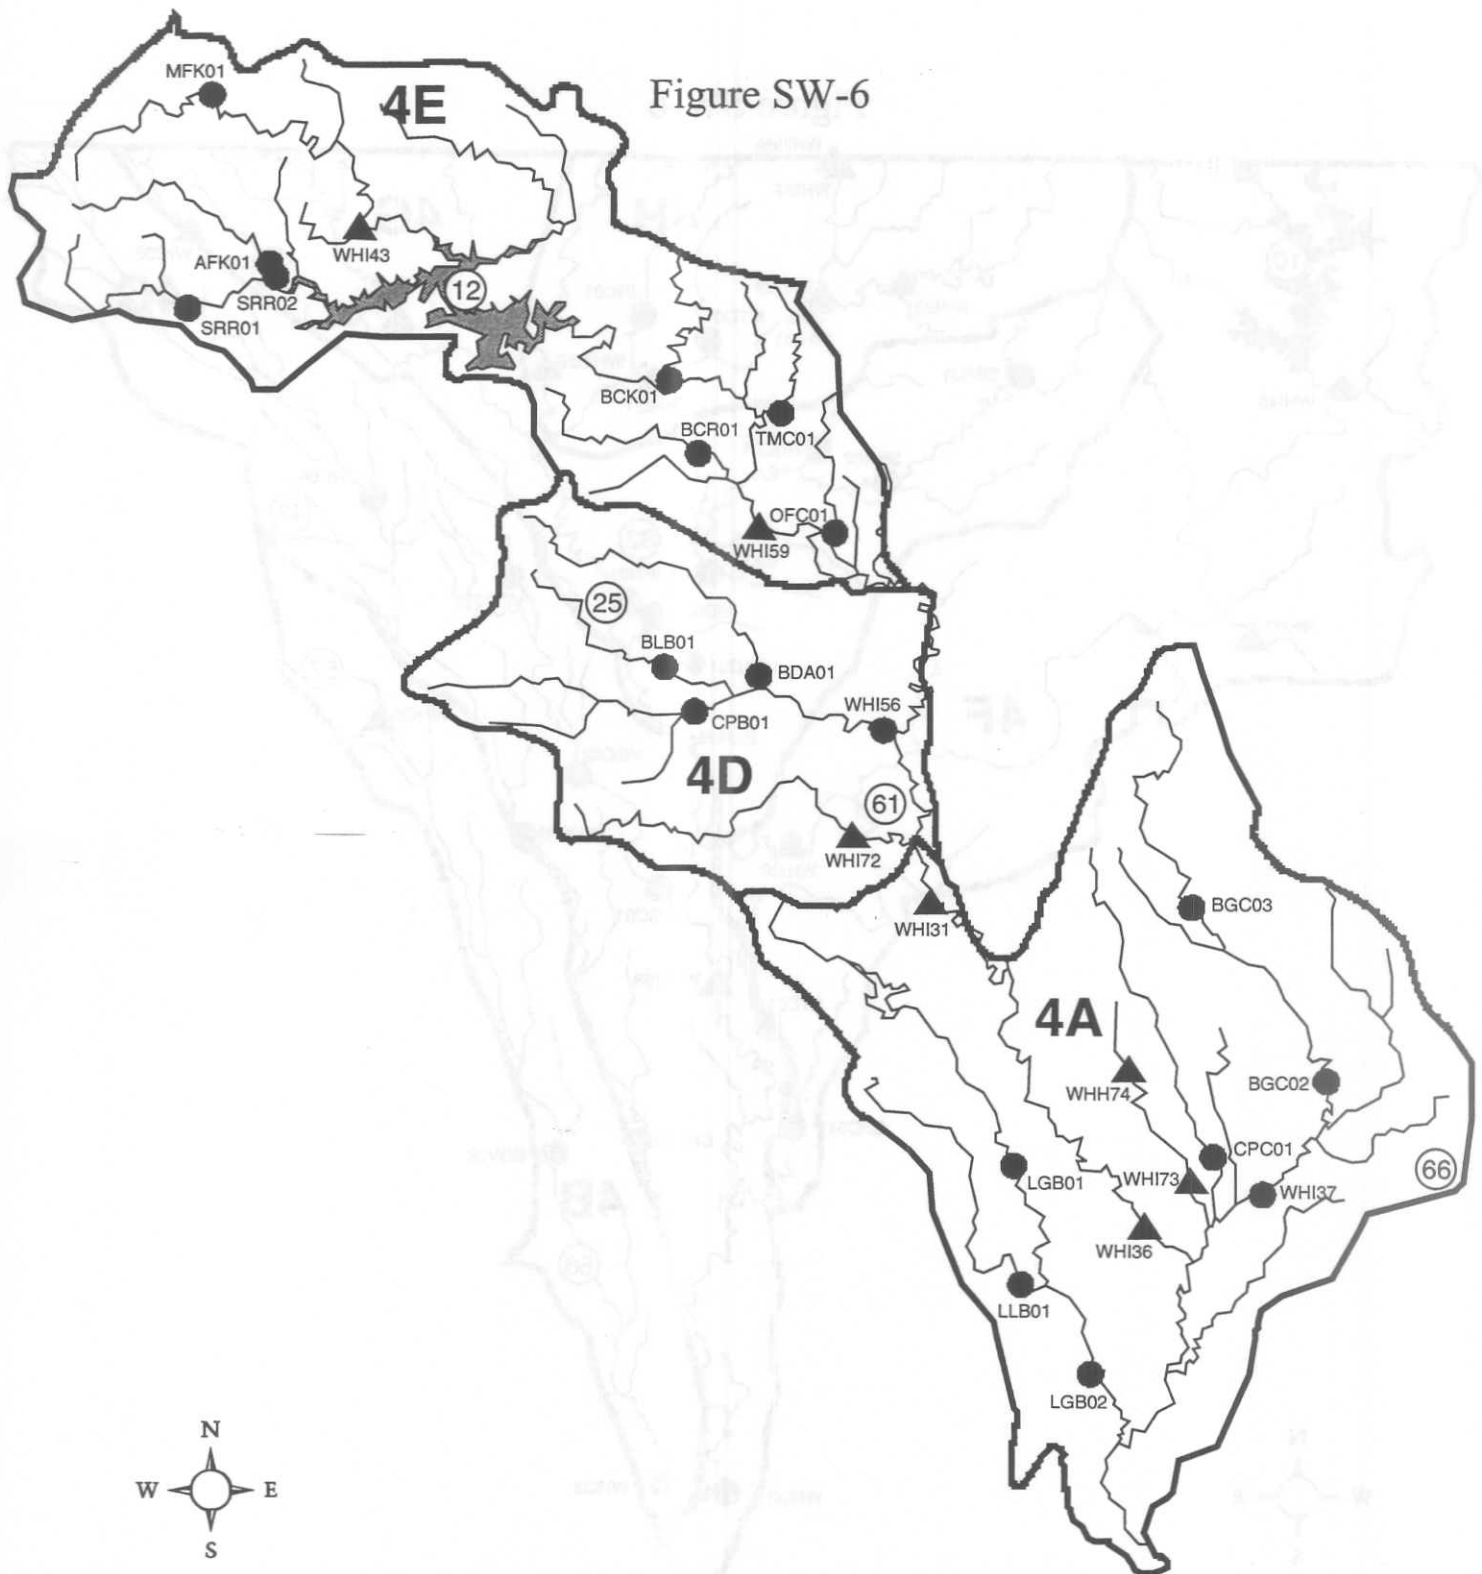 Figure SW-6
MFK01
4E
WHI43
AFK01
SRR02
SRR01
12
BCK01
BCR01
TMC01
OFC01
WHI59
25
BLB01
BDA01
CPB01
WHI56
4D
61
WHI72
WHI31
BGC03
4A
WHH74
BGC02
CPC01
LGB01
WHI73
WHI37
66
WHI36
LLB01
LGB02
N
W E
S